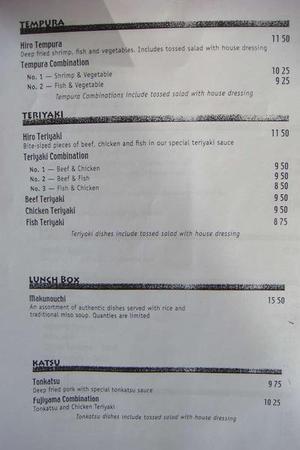 TEMPURA
Hiro Tempura 11 50
Deep fried shrimp, fish and vegetables. Includes tossed salad with house dressing
Tempura Combination
No. 1 — Shrimp & Vegetable 10 25
No. 2 — Fish & Vegetable 9 25
Tempura Combinations include tossed salad with house dressing
TERIYAKI
Hiro Teriyaki 11 50
Bite-sized pieces of beef, chicken and fish in our special teriyaki sauce
Teriyaki Combination
No. 1 — Beef & Chicken 9 50
No. 2 — Beef & Fish 9 50
No. 3 — Fish & Chicken 8 50
Beef Teriyaki 9 50
Chicken Teriyaki 9 50
Fish Teriyaki 8 75
Teriyaki dishes include tossed salad with house dressing
LUNCH BOX
Makunouchi 15 50
An assortment of authentic dishes served with rice and
traditional miso soup. Quanties are limited
KATSU
Tonkatsu 9 75
Deep fried pork with special tonkatsu sauce
Fujiyama Combination 10 25
Tonkatsu and Chicken Teriyaki
Tonkatsu dishes include tossed salad with house dressing